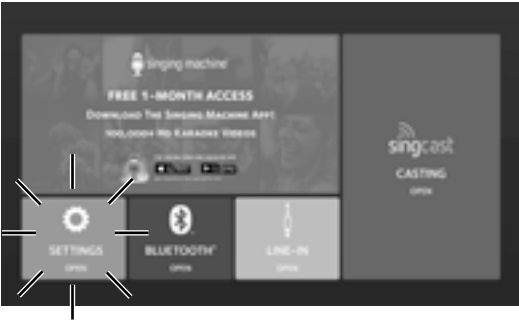 singing machine
FREE 1-MONTH ACCESS
DOWNLOAD THE SINGING MACHINE APP!
100,000+ HD KARAOKE VIDEOS
singcast
CASTING
OPEN
SETTINGS
OPEN
BLUETOOTH®
OPEN
LINE-IN
OPEN